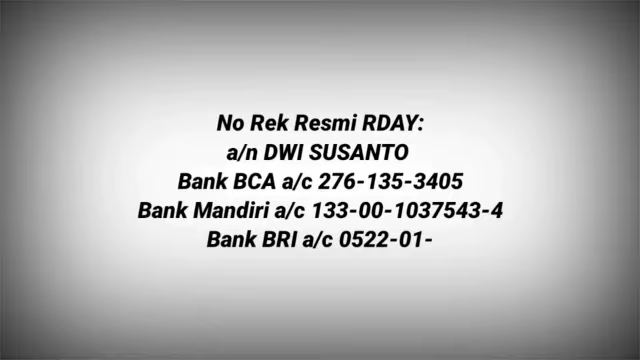 No Rek Resmi RDAY:
a/n DWI SUSANTO
Bank BCA a/c 276-135-3405
Bank Mandiri a/c 133-00-1037543-4
Bank BRI a/c 0522-01-